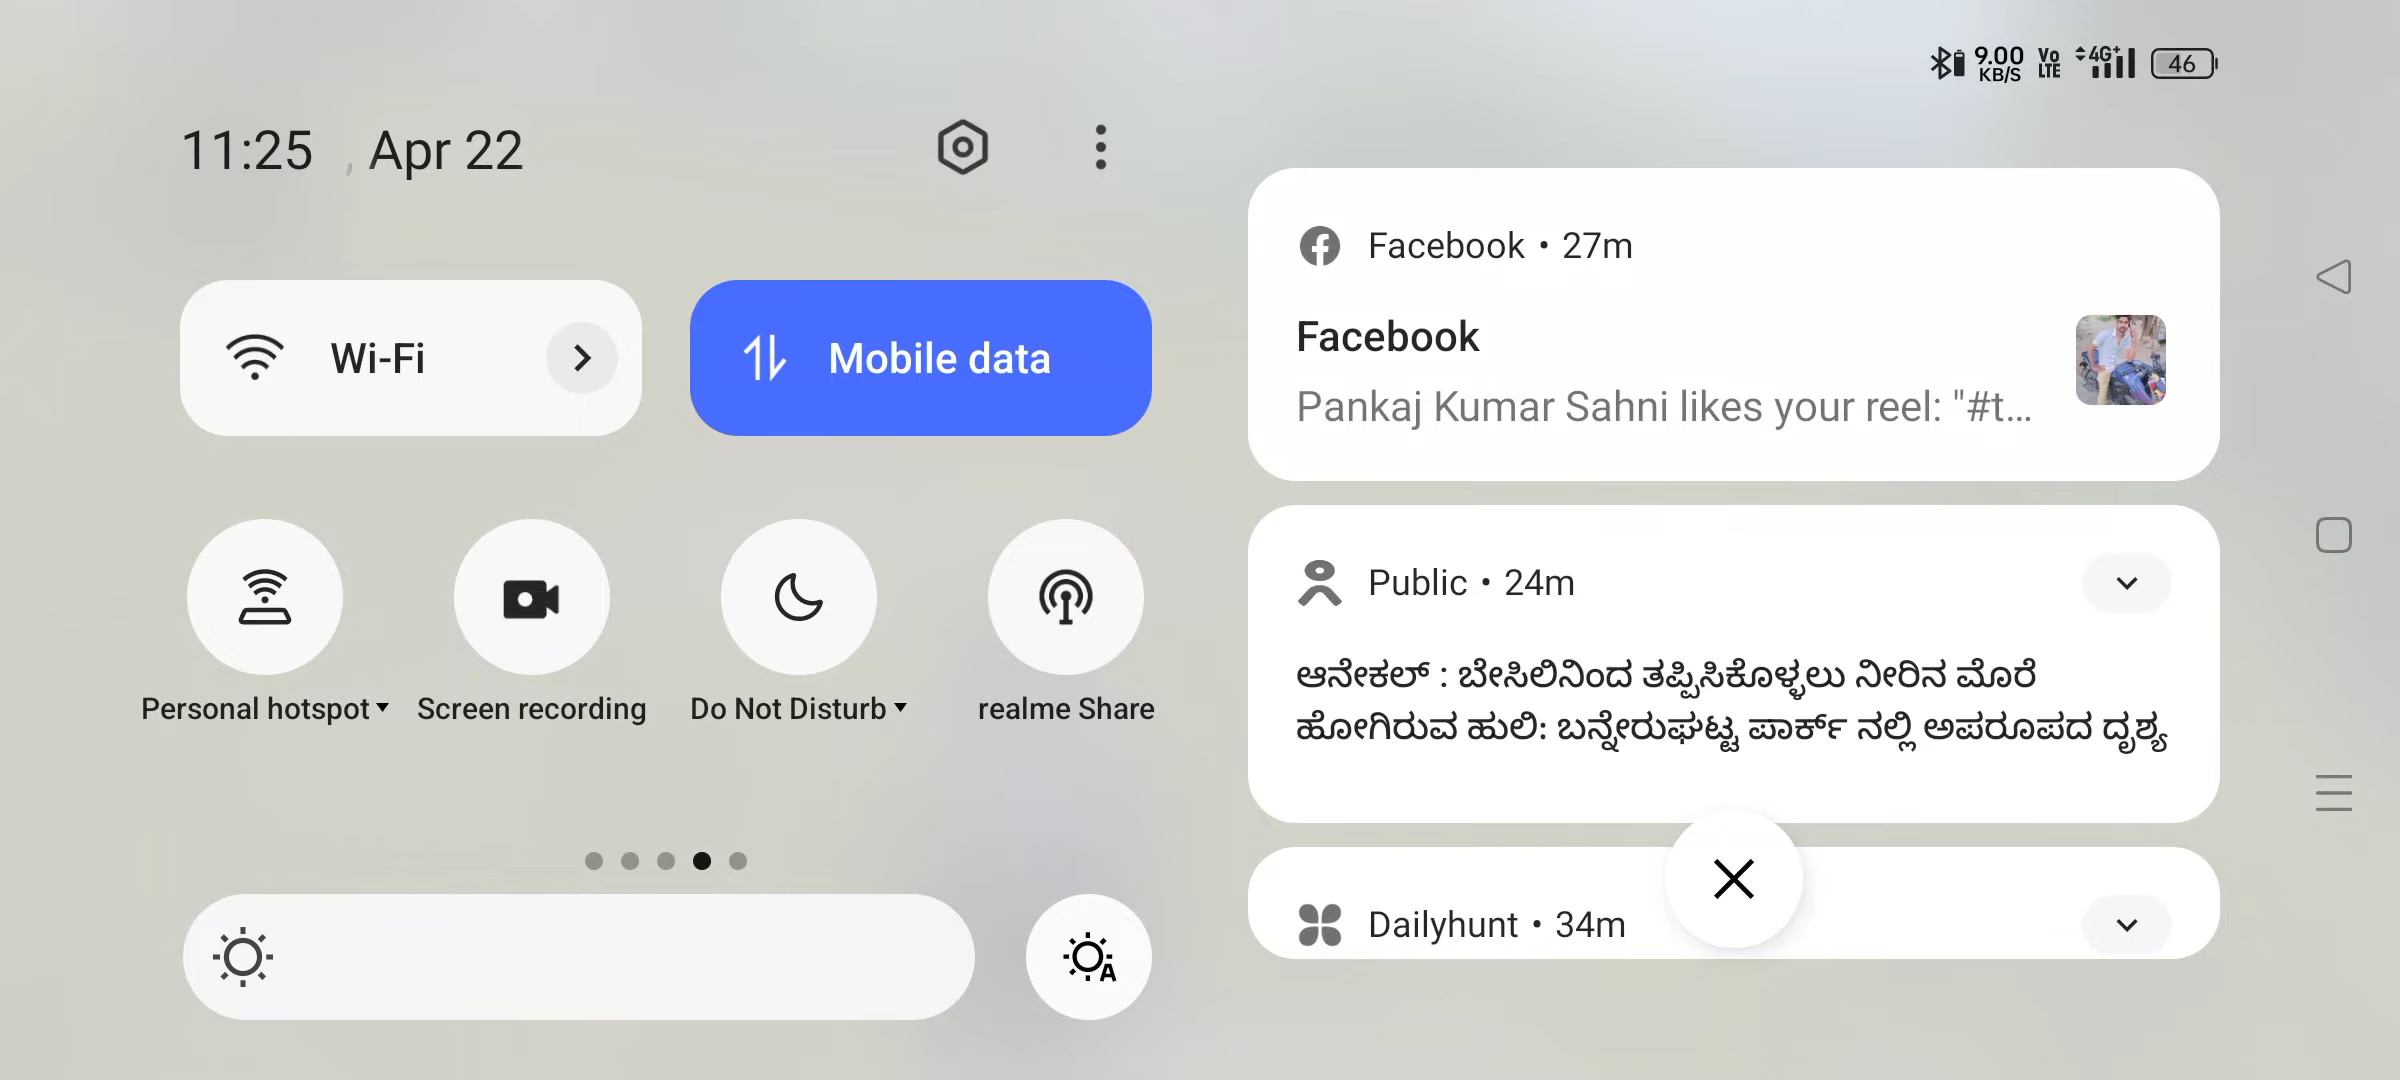 9.00
KB/S
Vo
LTE
4G+
46
11:25 , Apr 22
Wi-Fi
Mobile data
Personal hotspot
Screen recording
Do Not Disturb
realme Share
A
Facebook • 27m
Facebook
Pankaj Kumar Sahni likes your reel: "#t...
Public • 24m
ಆನೇಕಲ್ : ಬೇಸಿಲಿನಿಂದ ತಪ್ಪಿಸಿಕೊಳ್ಳಲು ನೀರಿನ ಮೊರೆ
ಹೋಗಿರುವ ಹುಲಿ: ಬನ್ನೇರುಘಟ್ಟ ಪಾರ್ಕ್ ನಲ್ಲಿ ಅಪರೂಪದ ದೃಶ್ಯ
Dailyhunt • 34m